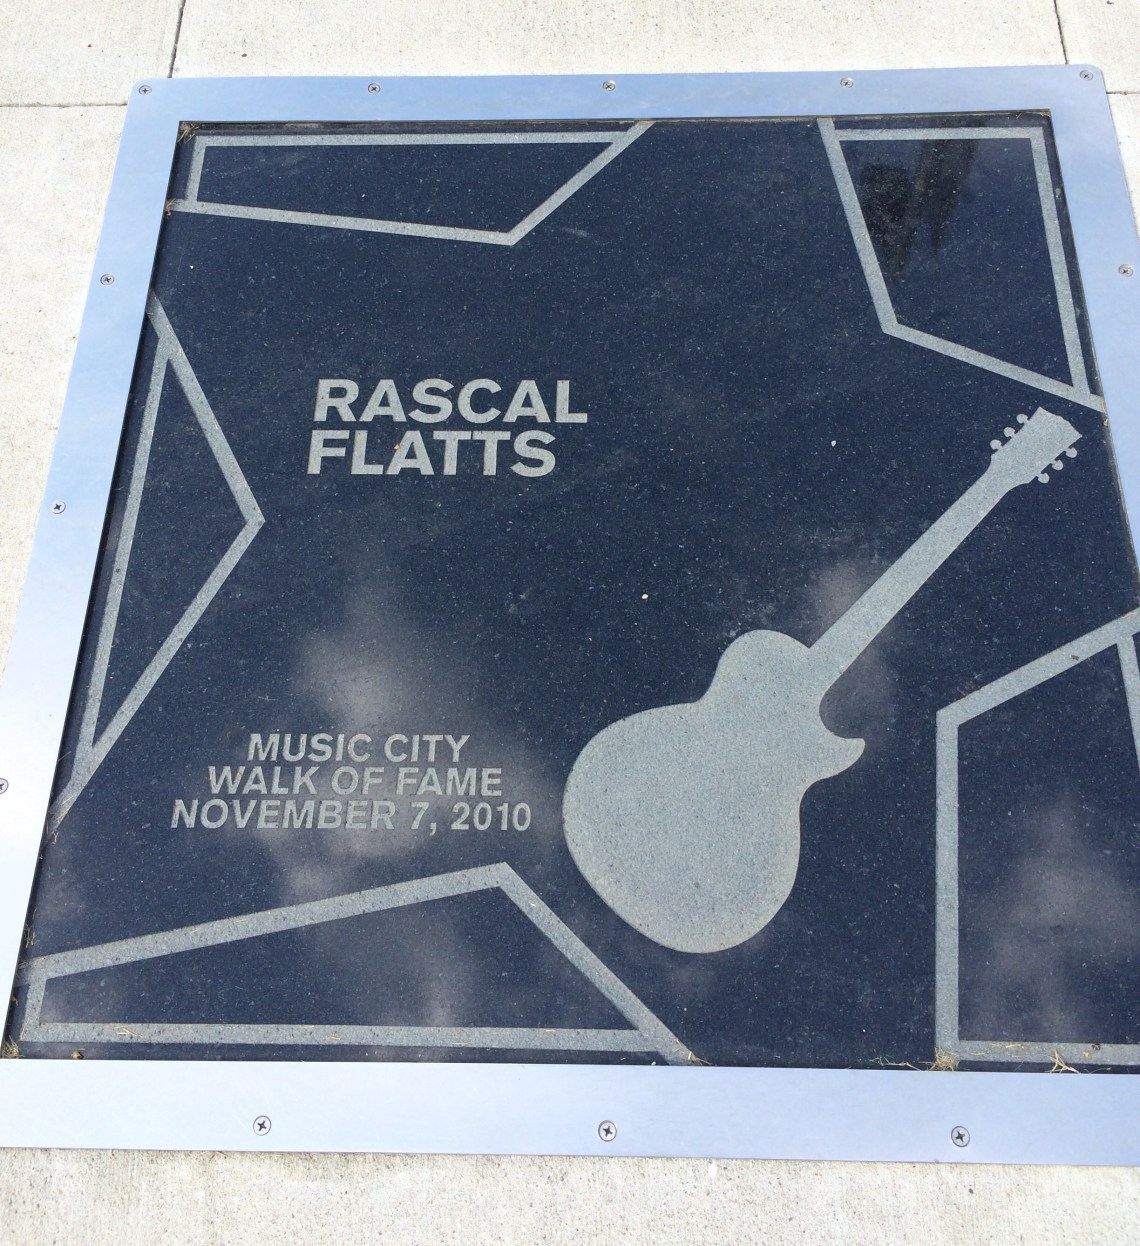 RASCAL
FLATTS
MUSIC CITY
WALK OF FAME
NOVEMBER 7, 2010